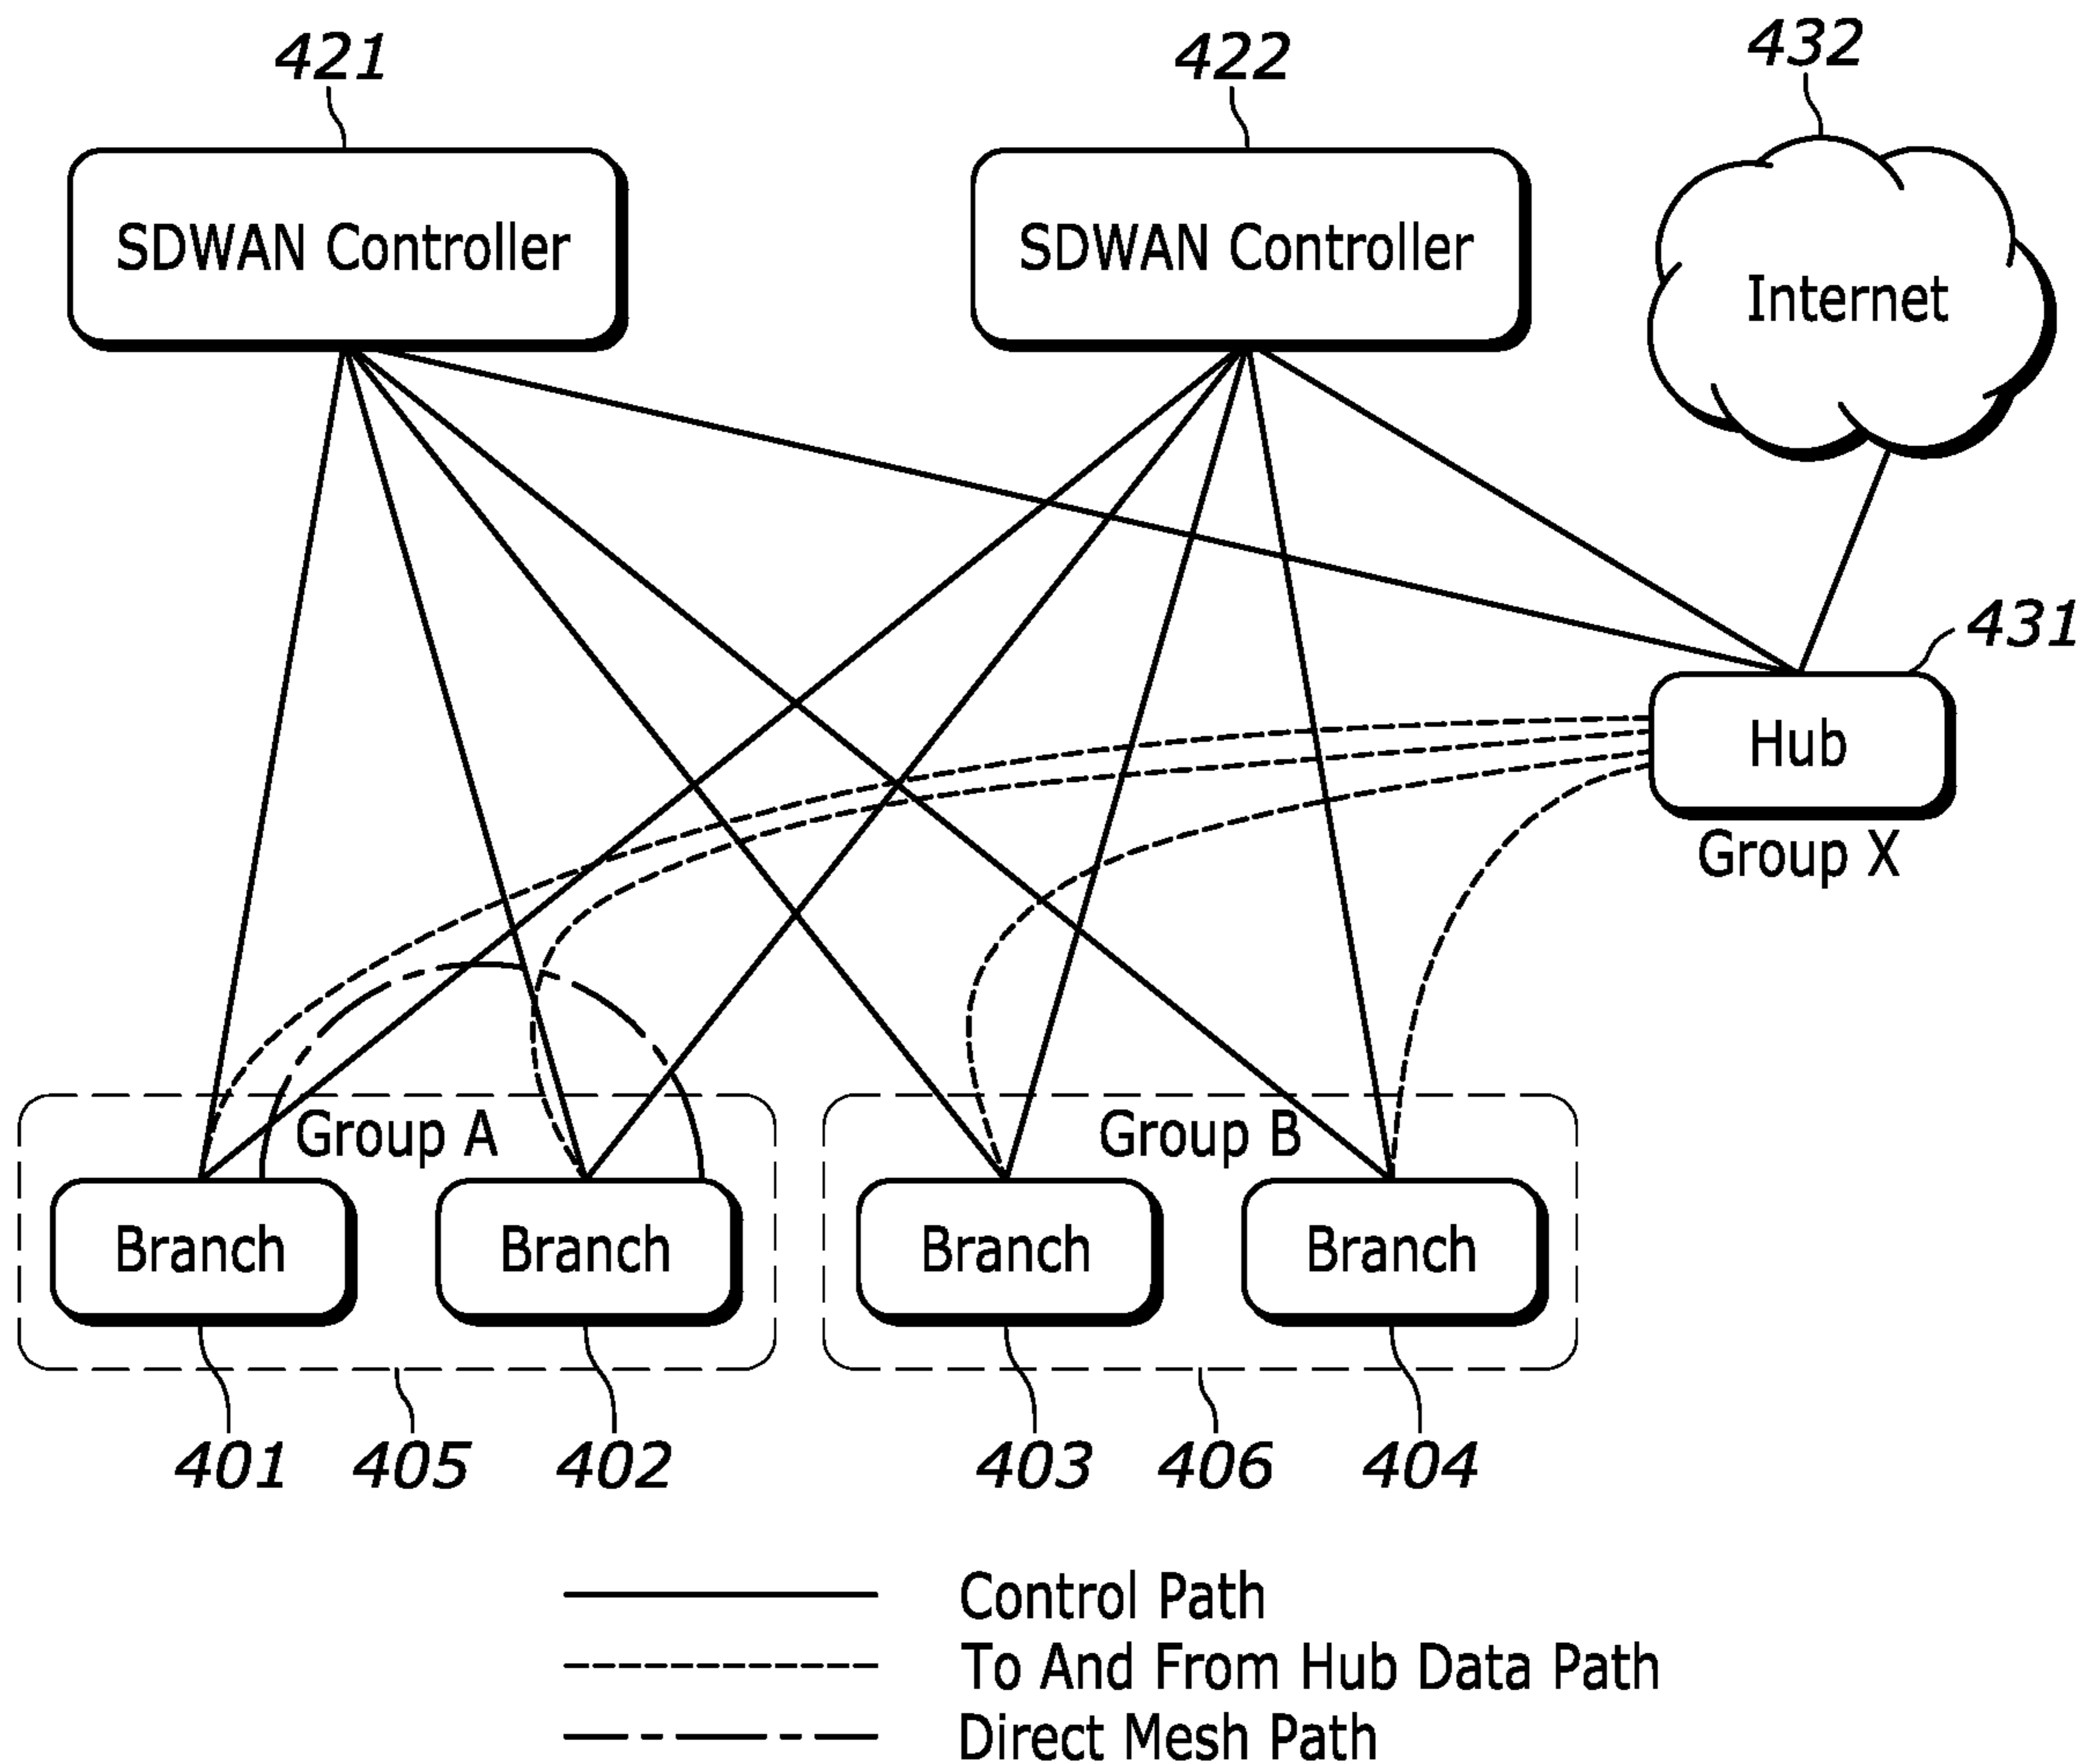 421
422
432
SDWAN Controller
SDWAN Controller
Internet
431
Hub
Group X
Group A
Group B
Branch
Branch
Branch
Branch
401
405
402
403
406
404
Control Path
To And From Hub Data Path
Direct Mesh Path